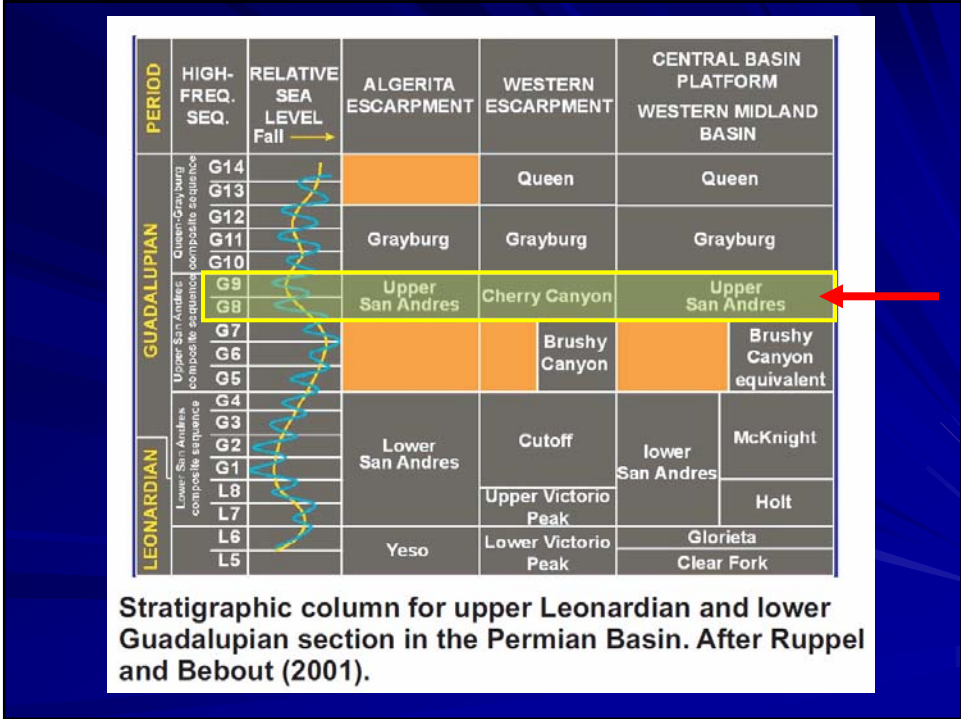 PERIOD
HIGH-
FREQ.
SEQ.
RELATIVE
SEA
LEVEL
Fall
ALGERITA
ESCARPMENT
WESTERN
ESCARPMENT
CENTRAL BASIN
PLATFORM
WESTERN MIDLAND
BASIN
GUADALUPIAN
LEONARDIAN
Queen-Grayburg
composite sequence
Upper San Andres
composite sequence
Lower San Andres
composite sequence
G14
G13
G12
G11
G10
G9
G8
G7
G6
G5
G4
G3
G2
G1
L8
L7
L6
L5
Grayburg
Upper
San Andres
Lower
San Andres
Yeso
Queen
Grayburg
Cherry Canyon
Brushy
Canyon
Cutoff
Upper Victorio
Peak
Lower Victorio
Peak
Queen
Grayburg
Upper
San Andres
Brushy
Canyon
equivalent
lower
San Andres
McKnight
Holt
Glorieta
Clear Fork
Stratigraphic column for upper Leonardian and lower
Guadalupian section in the Permian Basin. After Ruppel
and Bebout (2001).